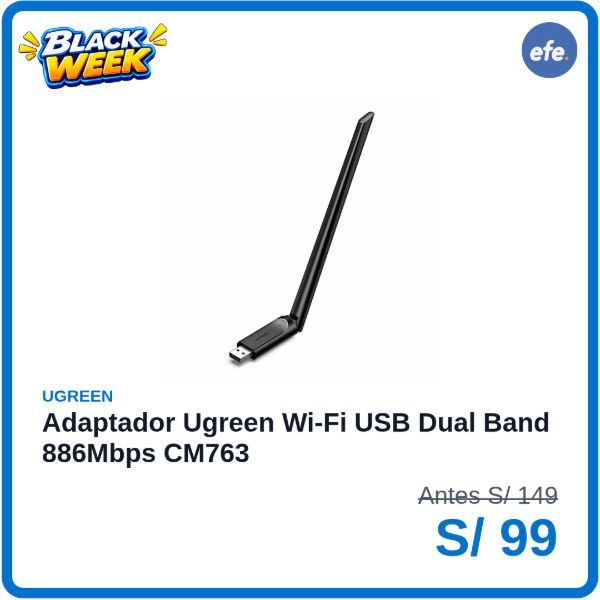 BLACK
WEEK
efe.
UGREEN
Adaptador Ugreen Wi-Fi USB Dual Band
886Mbps CM763
Antes S/ 149
S/ 99